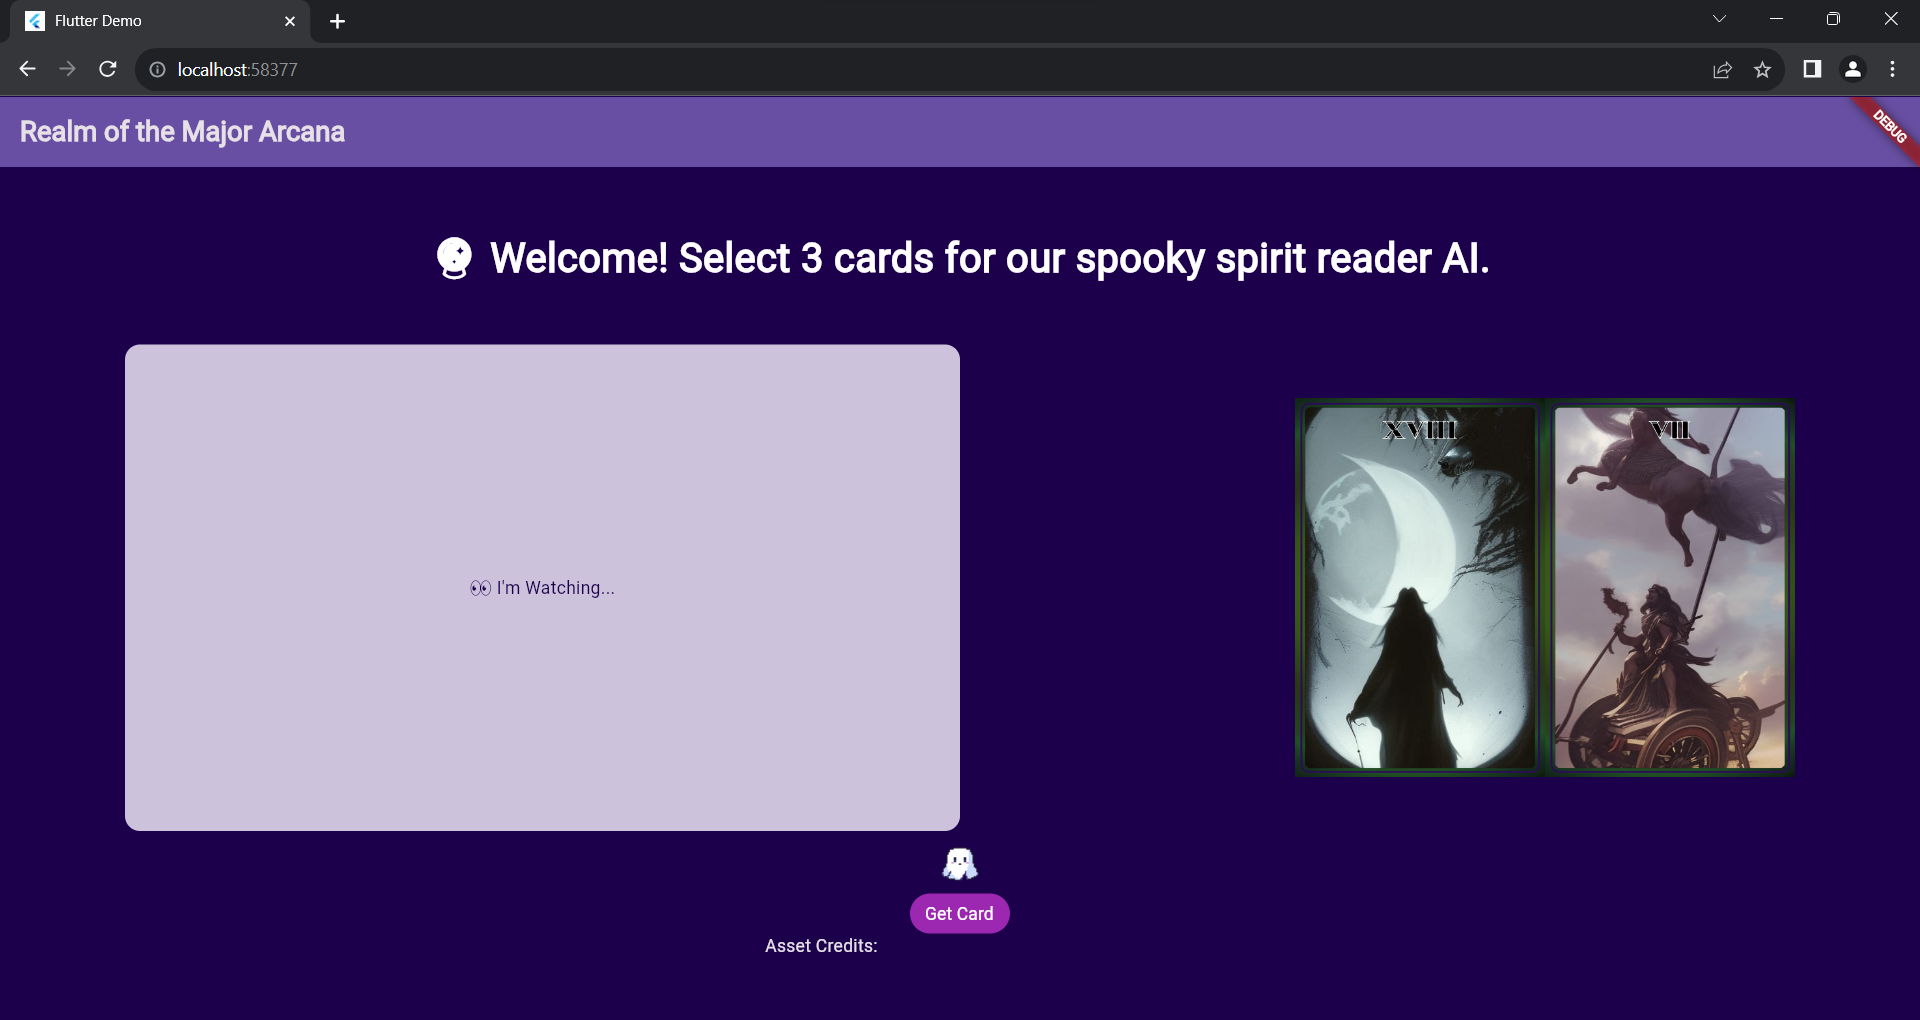 Flutter Demo
localhost:58377
Realm of the Major Arcana
DEBUG
🔮 Welcome! Select 3 cards for our spooky spirit reader AI.
XVIII
VII
👀 I'm Watching...
Get Card
Asset Credits: